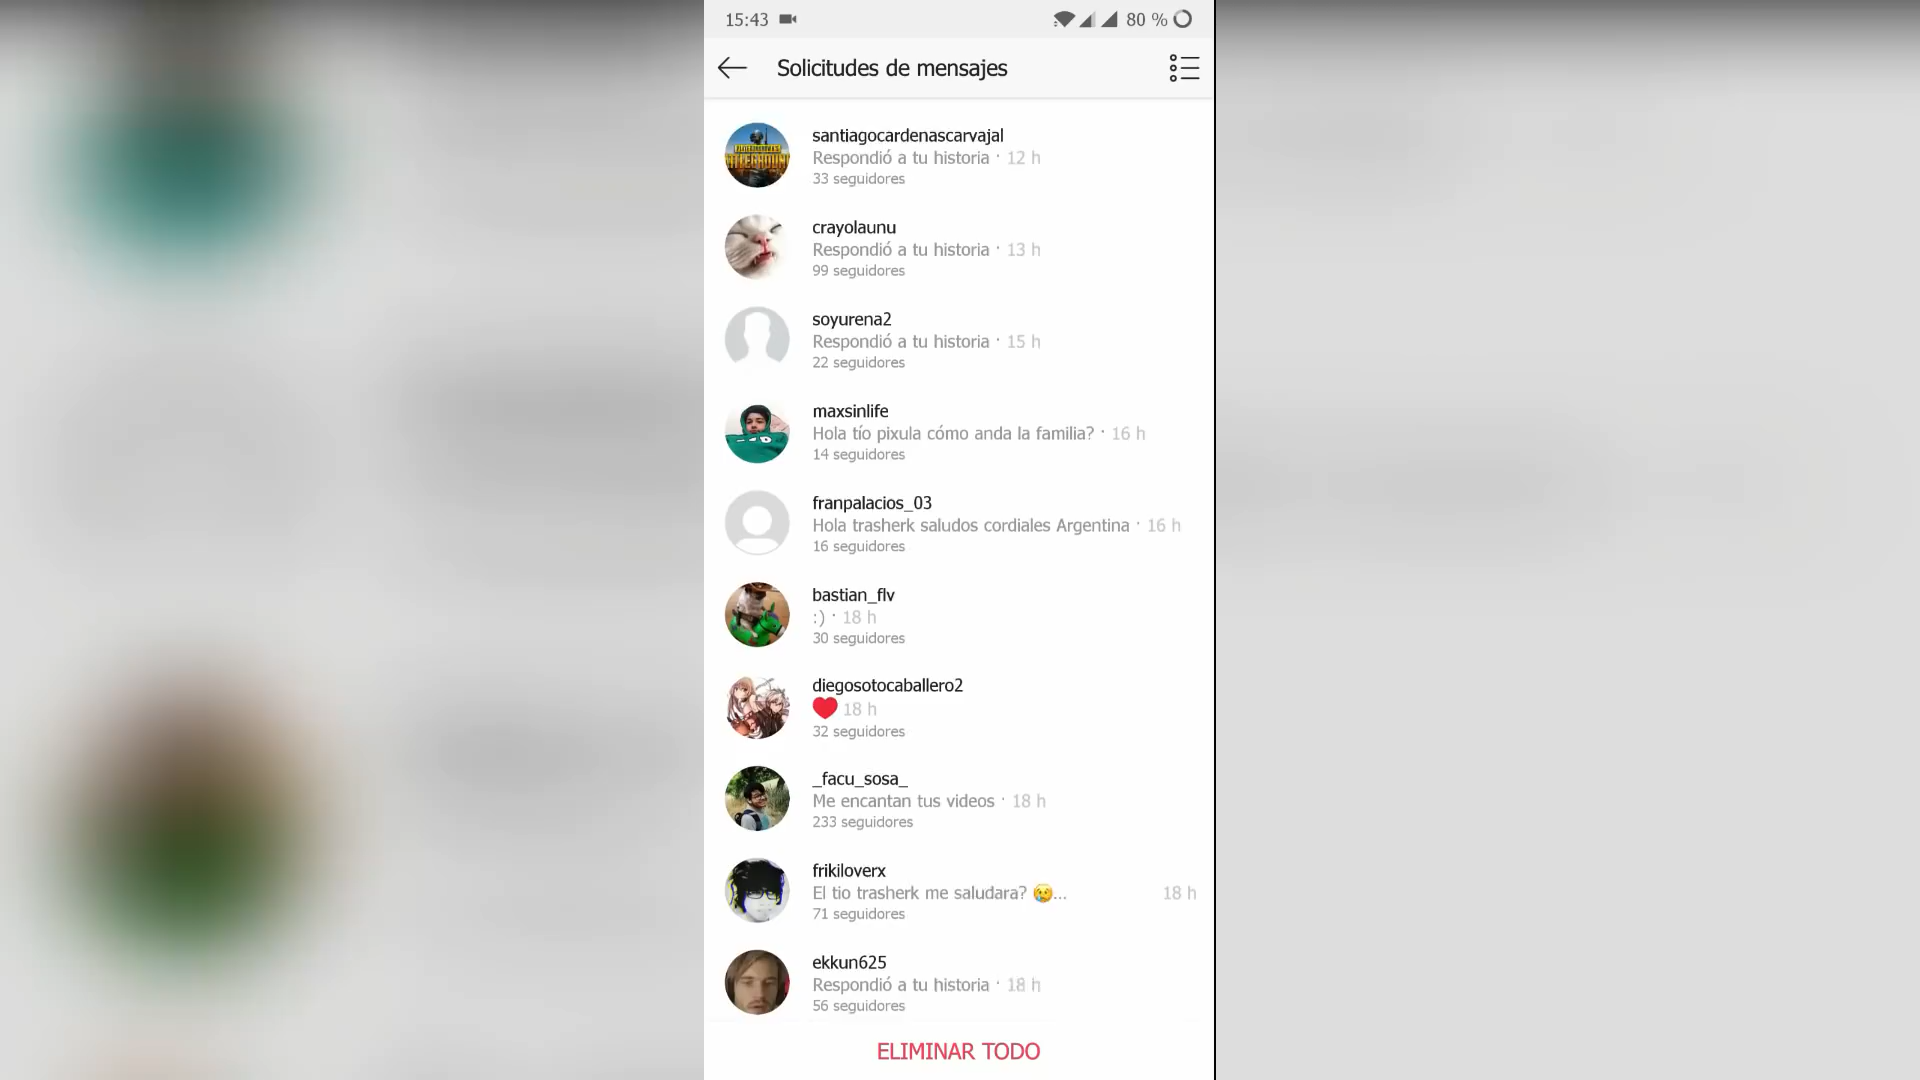 15:43 80 %
Solicitudes de mensajes
santiagocardenascarvajal
Respondió a tu historia · 12 h
33 seguidores
crayolaunu
Respondió a tu historia · 13 h
99 seguidores
soyurena2
Respondió a tu historia · 15 h
22 seguidores
maxsinlife
Hola tío pixula cómo anda la familia? · 16 h
14 seguidores
franpalacios_03
Hola trasherk saludos cordiales Argentina · 16 h
16 seguidores
bastian_flv
:) · 18 h
30 seguidores
diegosotocaballero2
❤️ 18 h
32 seguidores
_facu_sosa_
Me encantan tus videos · 18 h
233 seguidores
frikiloverx
El tio trasherk me saludara? 😢... 18 h
71 seguidores
ekkun625
Respondió a tu historia · 18 h
56 seguidores
ELIMINAR TODO